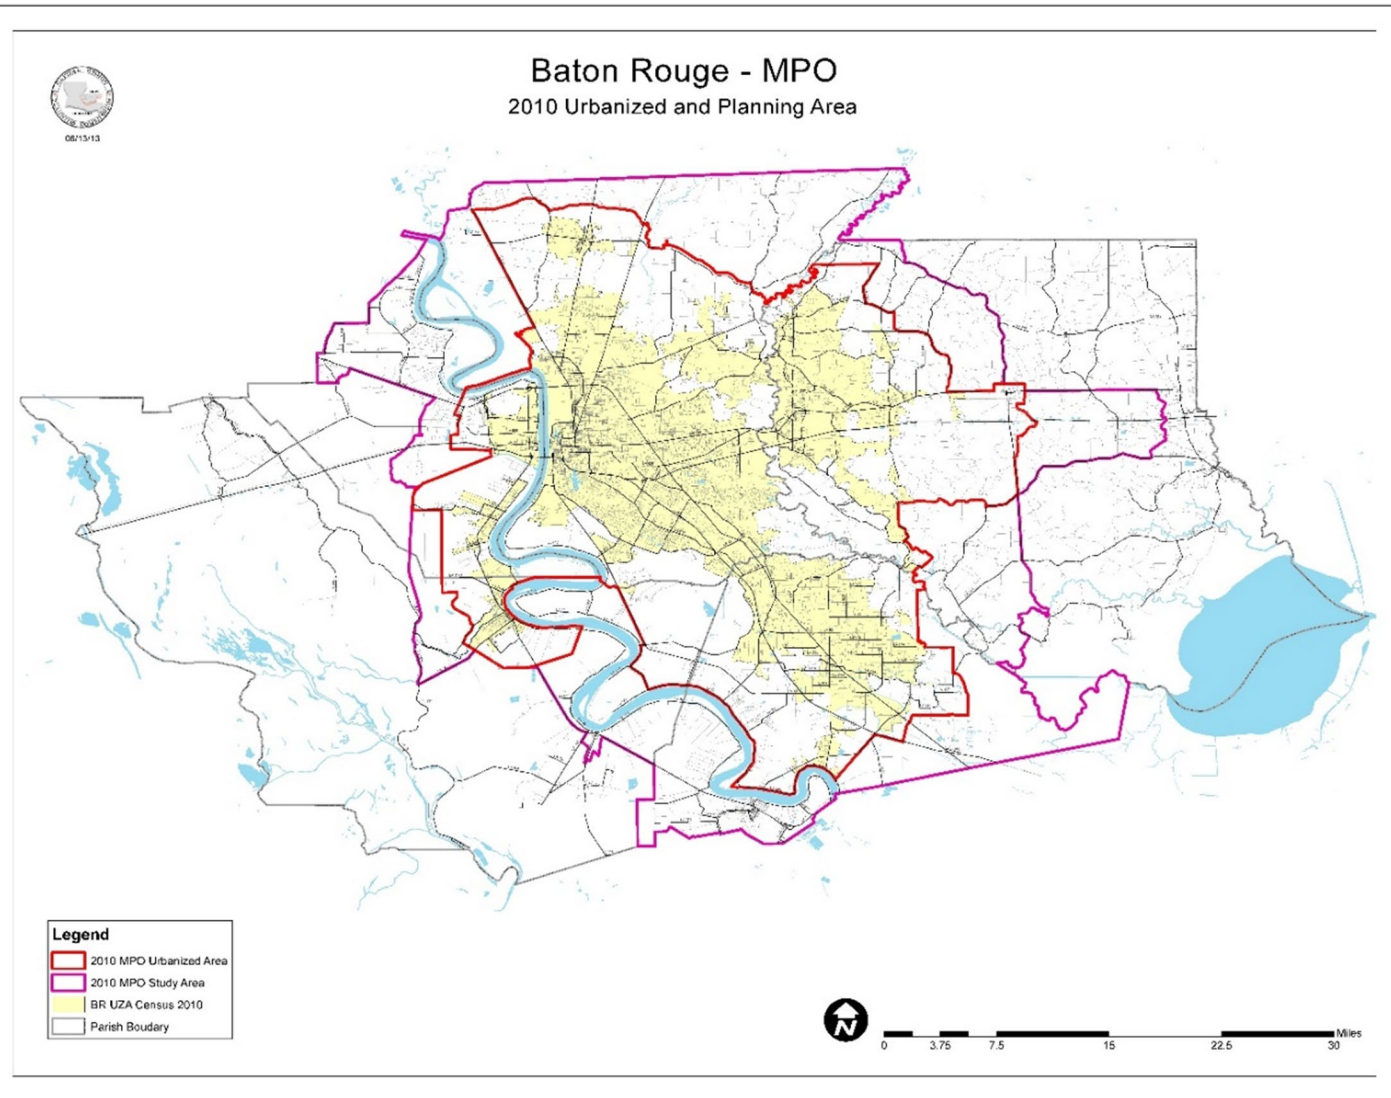 Baton Rouge - MPO
2010 Urbanized and Planning Area
08/13/13
Legend
2010 MPO Urbanized Area
2010 MPO Study Area
BR UZA Census 2010
Parish Boudary
N
Miles
0 3.75 7.5 15 22.5 30